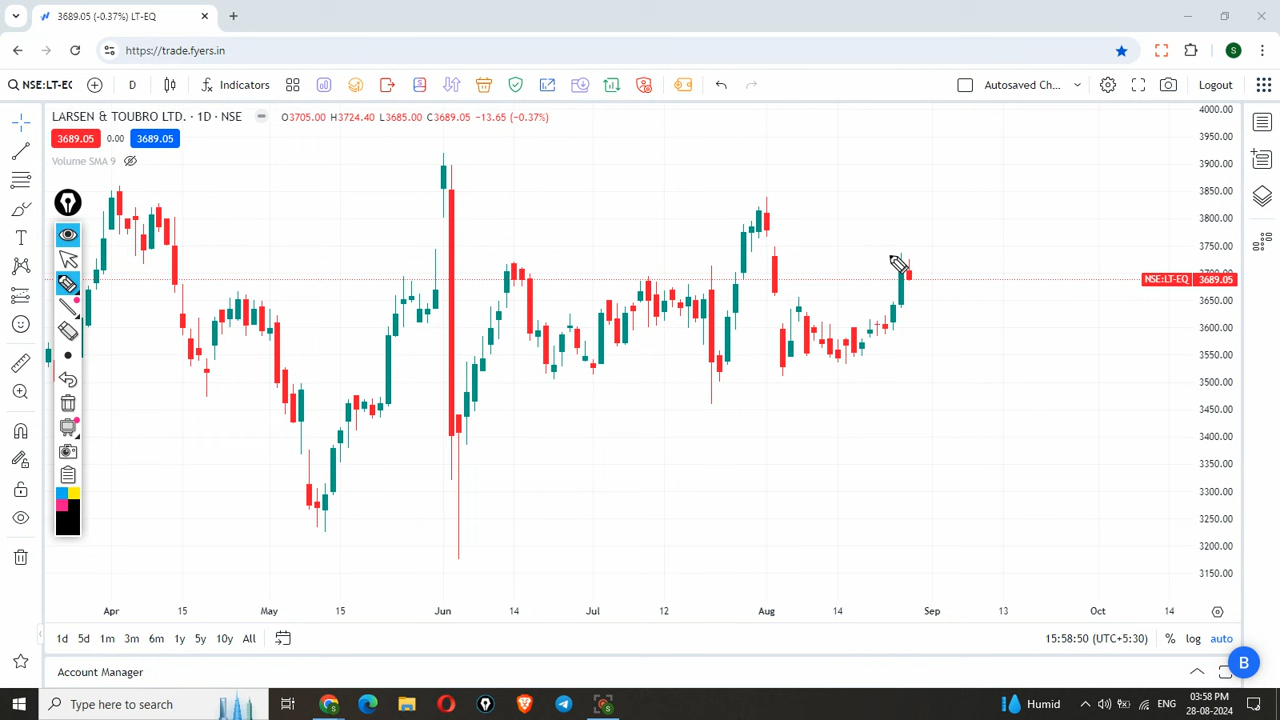 3689.05 (-0.37%) LT-EQ
https://trade.fyers.in
NSE:LT-EQ
D
Indicators
Autosaved Ch...
Logout
LARSEN & TOUBRO LTD. · 1D · NSE
O3705.00 H3724.40 L3685.00 C3689.05 −13.65 (−0.37%)
3689.05 0.00 3689.05
Volume SMA 9
4000.00
3950.00
3900.00
3850.00
3800.00
3750.00
3700.00
NSE:LT-EQ 3689.05
3650.00
3600.00
3550.00
3500.00
3450.00
3400.00
3350.00
3300.00
3250.00
3200.00
3150.00
Apr 15 May 15 Jun 14 Jul 12 Aug 14 Sep 13 Oct 14
1d 5d 1m 3m 6m 1y 5y 10y All
15:58:50 (UTC+5:30) % log auto
Account Manager
B
Type here to search
Humid
ENG
03:58 PM
28-08-2024